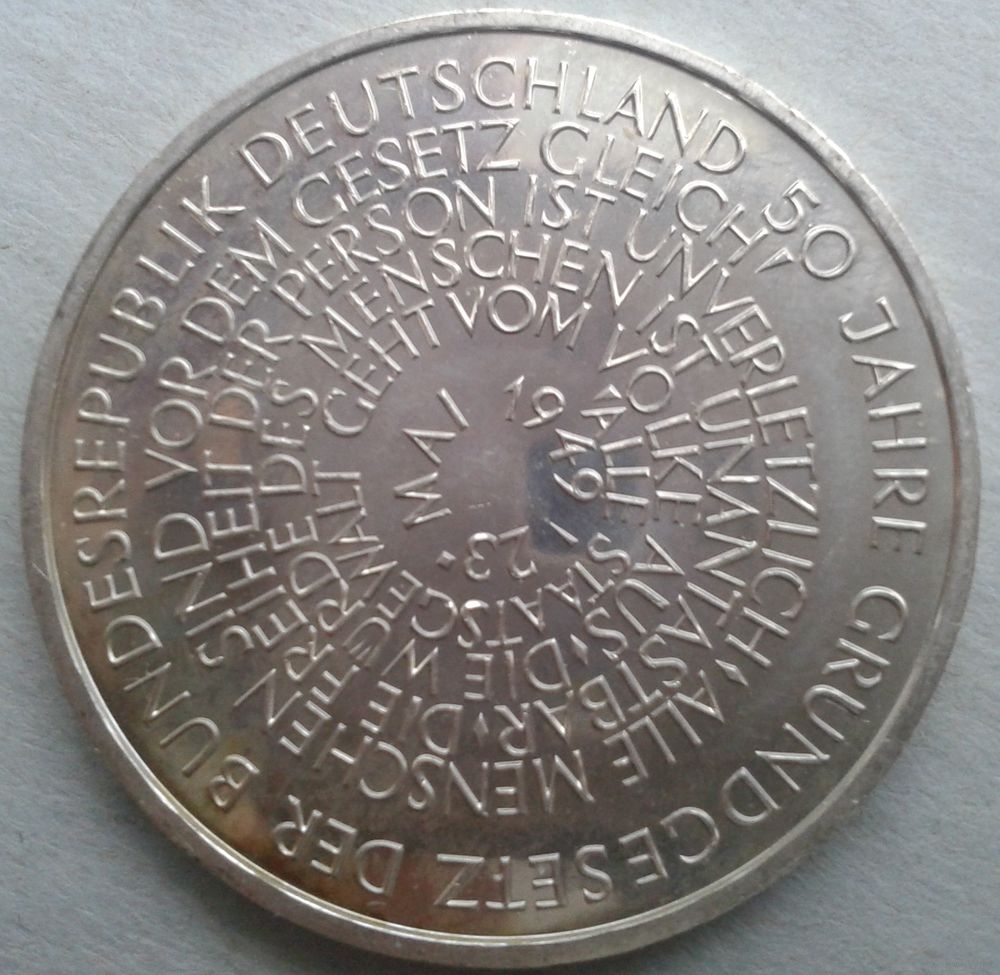 50 JAHRE GRUNDGESETZ DER BUNDESREPUBLIK DEUTSCHLAND
23. MAI 1949
ALLE STAATSGEWALT GEHT VOM VOLKE AUS · DIE WÜRDE DES MENSCHEN IST UNANTASTBAR · DIE FREIHEIT DER PERSON IST UNVERLETZLICH · ALLE MENSCHEN SIND VOR DEM GESETZ GLEICH